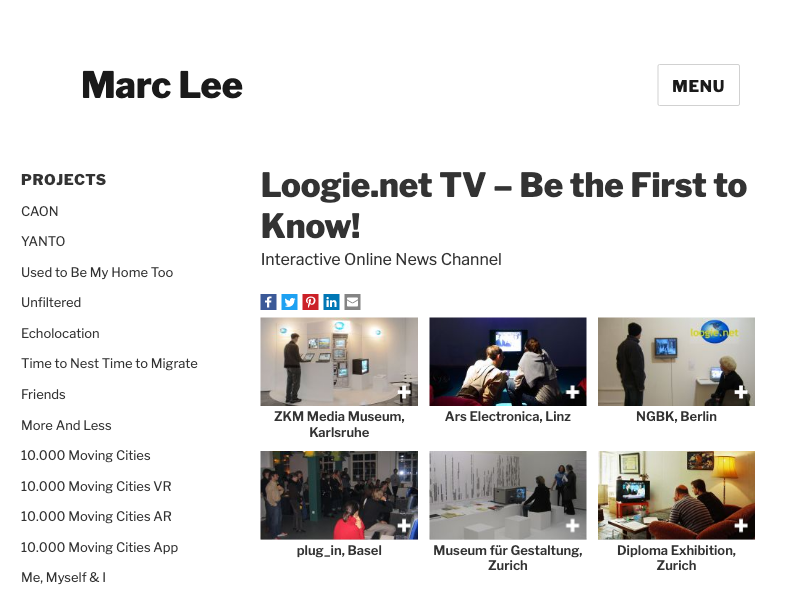 Marc Lee
MENU
PROJECTS
CAON
YANTO
Used to Be My Home Too
Unfiltered
Echolocation
Time to Nest Time to Migrate
Friends
More And Less
10.000 Moving Cities
10.000 Moving Cities VR
10.000 Moving Cities AR
10.000 Moving Cities App
Me, Myself & I
Loogie.net TV – Be the First to
Know!
Interactive Online News Channel
loogie.net
ZKM Media Museum,
Karlsruhe
Ars Electronica, Linz
NGBK, Berlin
plug_in, Basel
Museum für Gestaltung,
Zurich
Diploma Exhibition,
Zurich